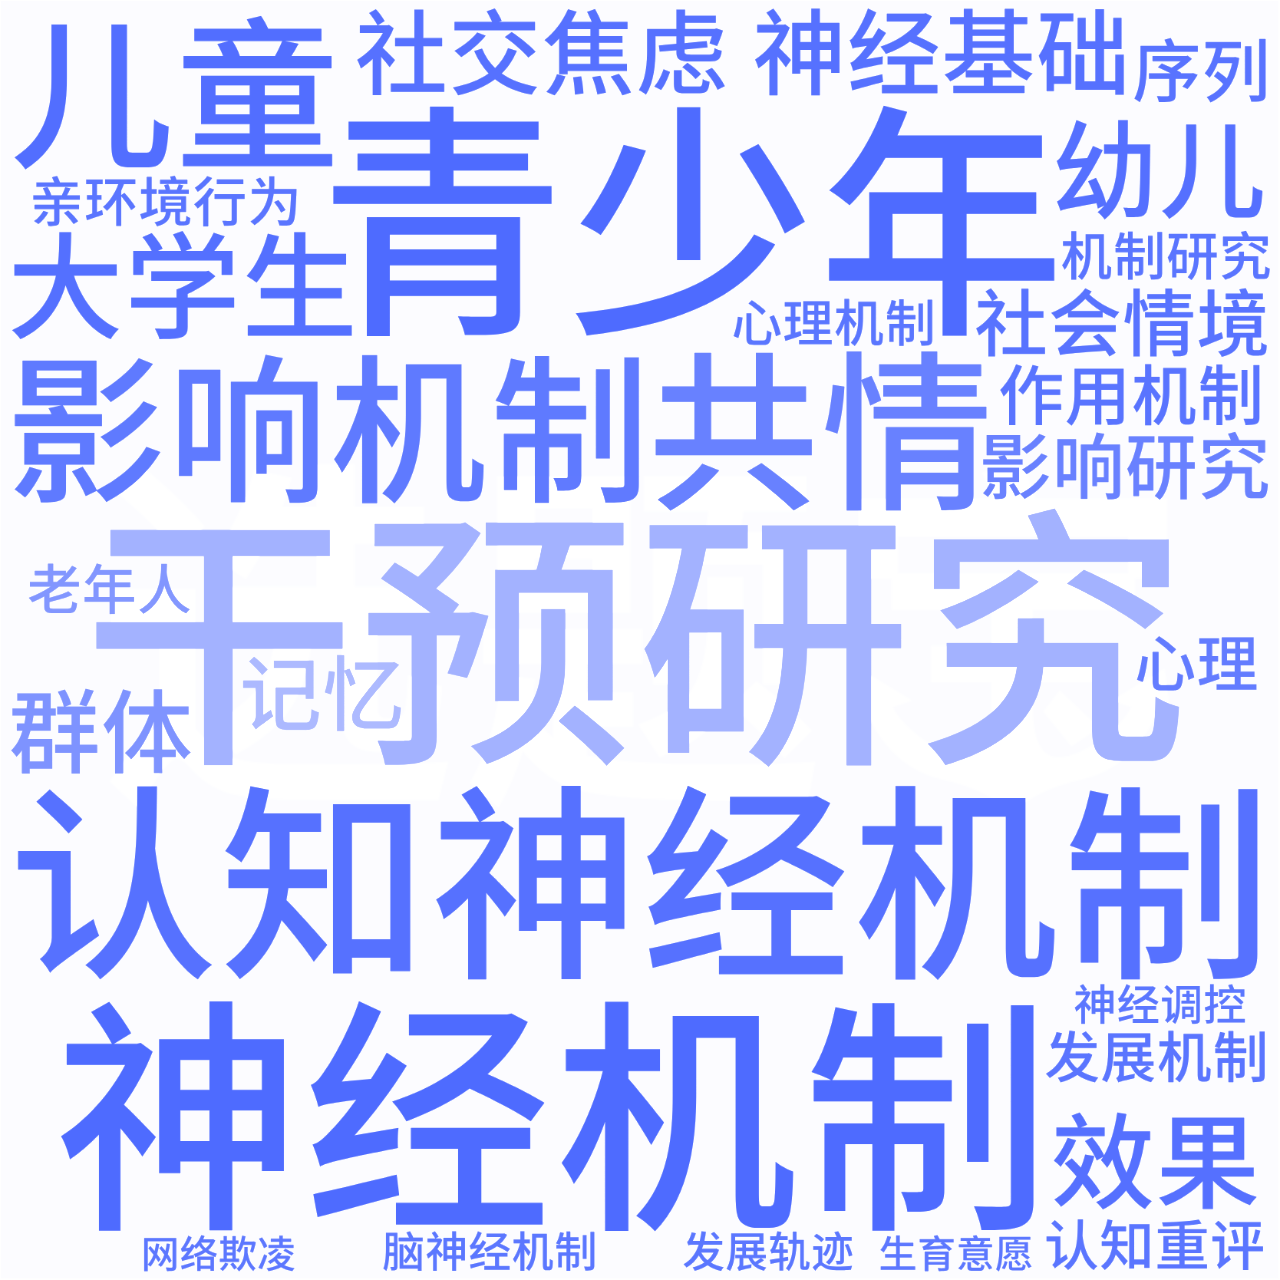 儿童
社交焦虑
神经基础
序列
青少年
幼儿
亲环境行为
大学生
机制研究
心理机制
社会情境
影响机制
共情
作用机制
影响研究
干预研究
老年人
记忆
心理
群体
认知神经机制
神经机制
神经调控
发展机制
效果
认知重评
网络欺凌
脑神经机制
发展轨迹
生育意愿